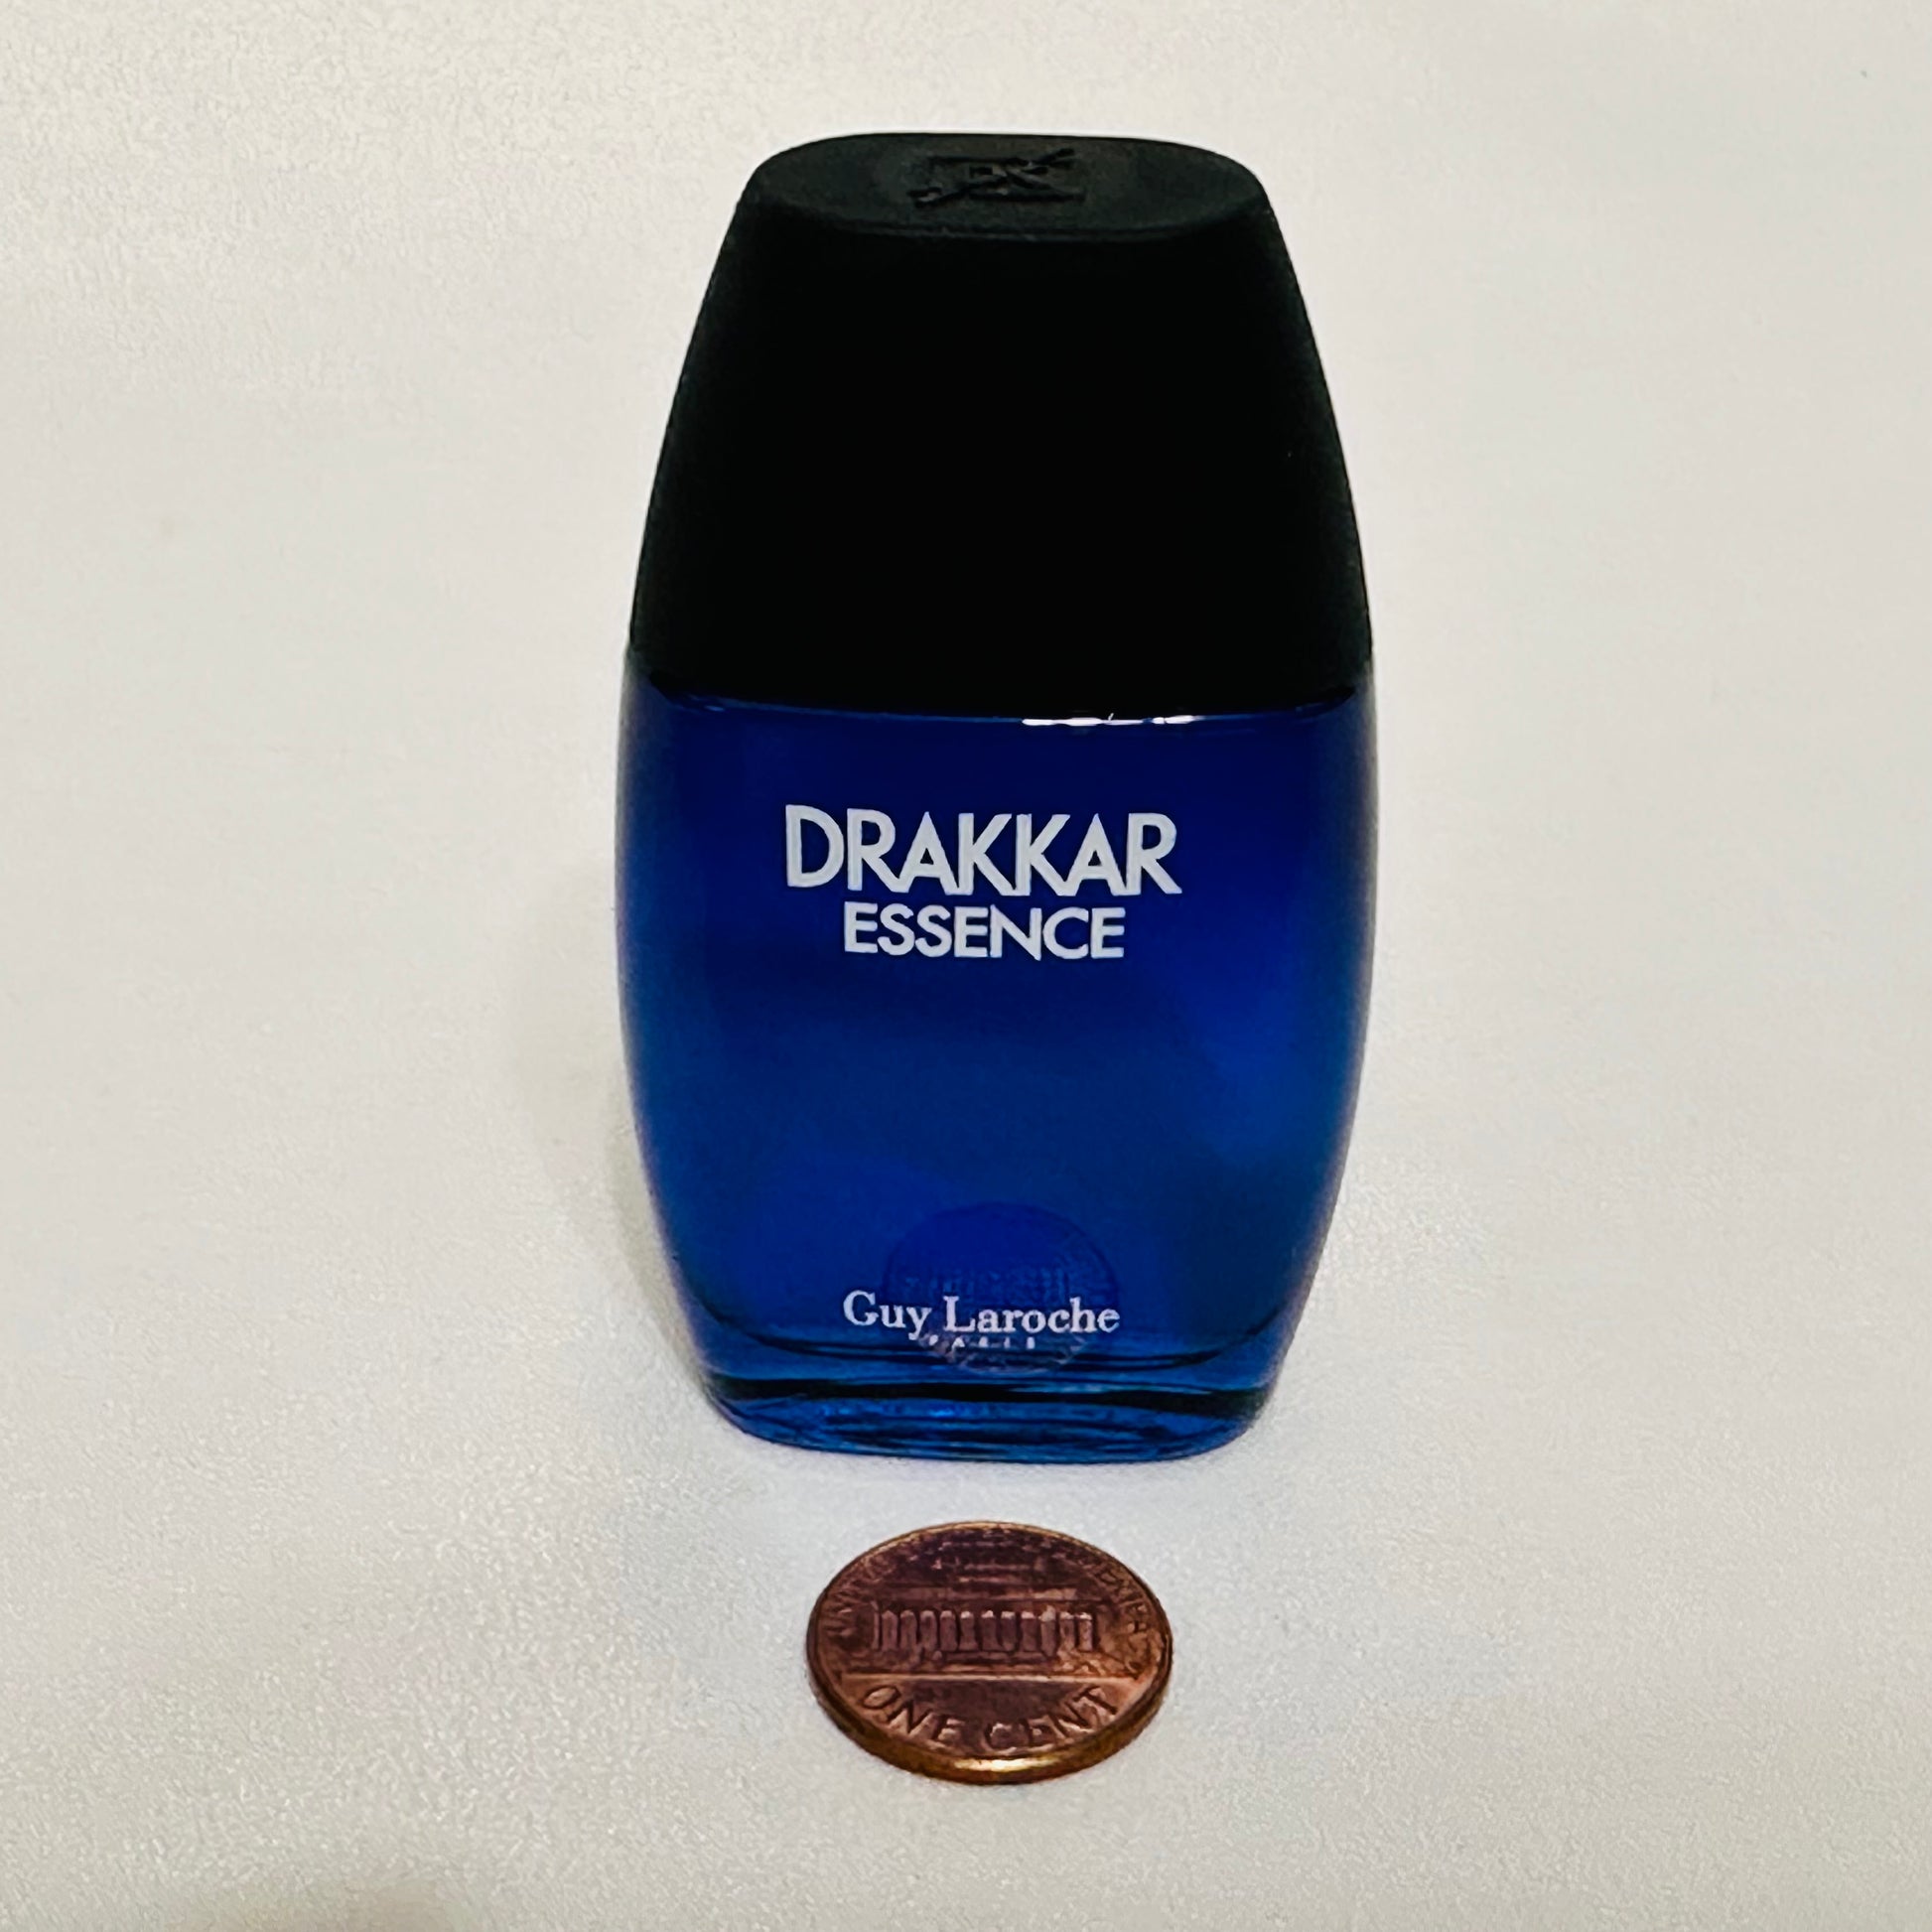 DRAKKAR
ESSENCE
Guy Laroche
ONE CENT